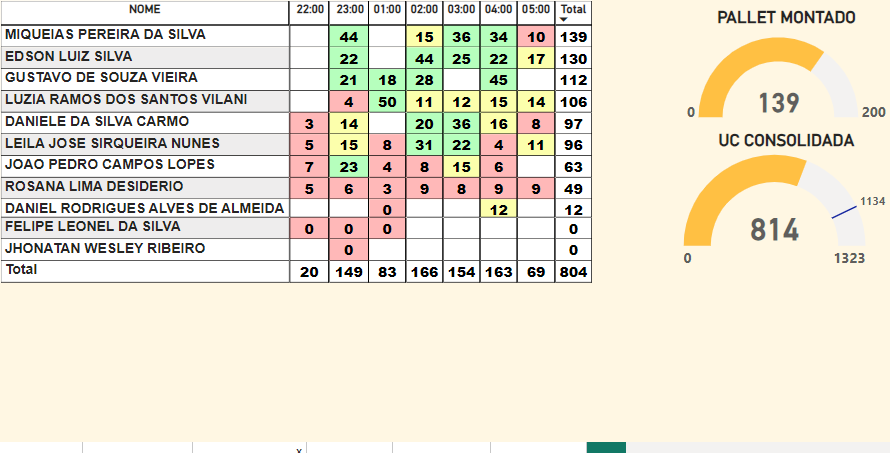 NOME 22:00 23:00 01:00 02:00 03:00 04:00 05:00 Total
MIQUEIAS PEREIRA DA SILVA 44 15 36 34 10 139
EDSON LUIZ SILVA 22 44 25 22 17 130
GUSTAVO DE SOUZA VIEIRA 21 18 28 45 112
LUZIA RAMOS DOS SANTOS VILANI 4 50 11 12 15 14 106
DANIELE DA SILVA CARMO 3 14 20 36 16 8 97
LEILA JOSE SIRQUEIRA NUNES 5 15 8 31 22 4 11 96
JOAO PEDRO CAMPOS LOPES 7 23 4 8 15 6 63
ROSANA LIMA DESIDERIO 5 6 3 9 8 9 9 49
DANIEL RODRIGUES ALVES DE ALMEIDA 0 12 12
FELIPE LEONEL DA SILVA 0 0 0 0
JHONATAN WESLEY RIBEIRO 0 0
Total 20 149 83 166 154 163 69 804
PALLET MONTADO
139
0 200
UC CONSOLIDADA
1134
814
0 1323
x